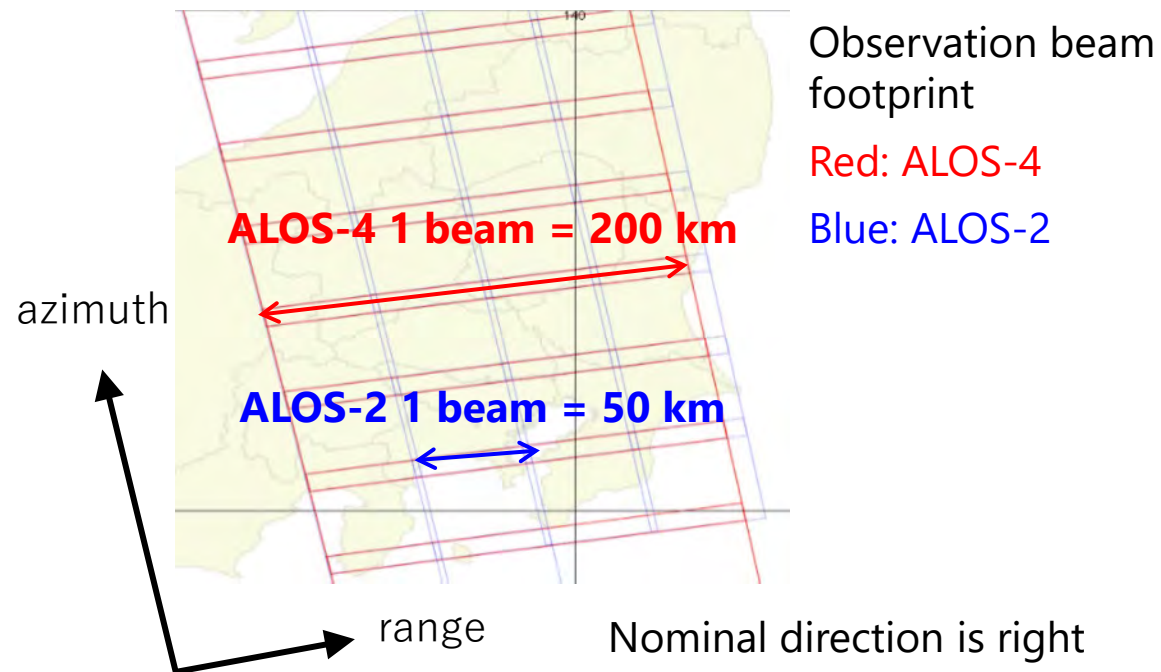 140
Observation beam
footprint
Red: ALOS-4
Blue: ALOS-2
ALOS-4 1 beam = 200 km
azimuth
ALOS-2 1 beam = 50 km
range
Nominal direction is right